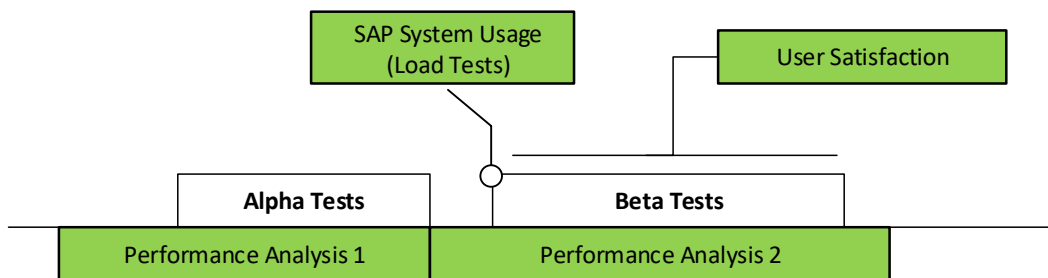 SAP System Usage
(Load Tests)
User Satisfaction
Alpha Tests
Beta Tests
Performance Analysis 1
Performance Analysis 2